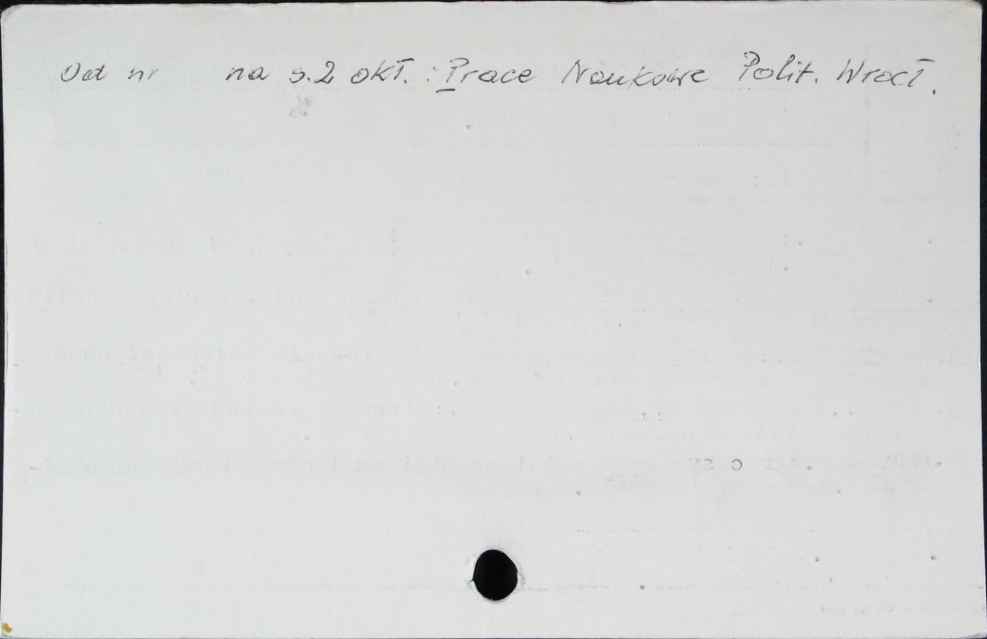 Od nr na s.2 okł. : Prace Naukowe Polit. Wrocł.